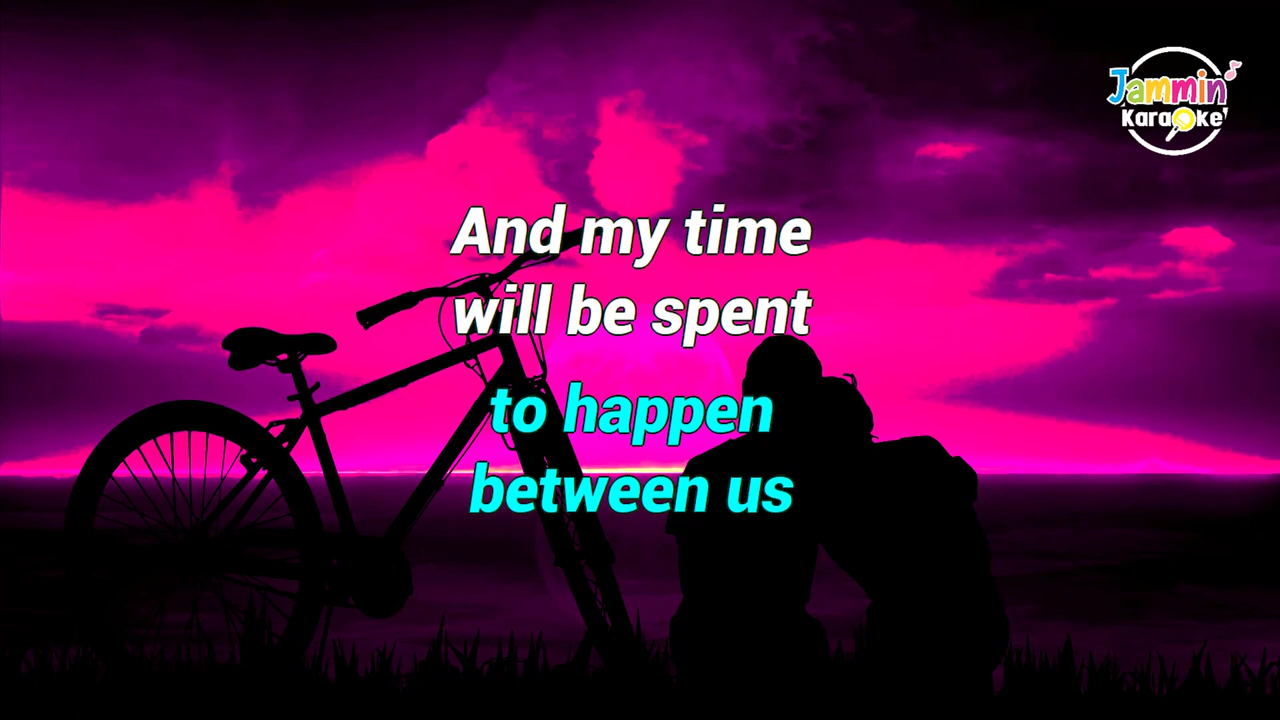 Jammin'
Karaoke
And my time
will be spent
to happen
between us